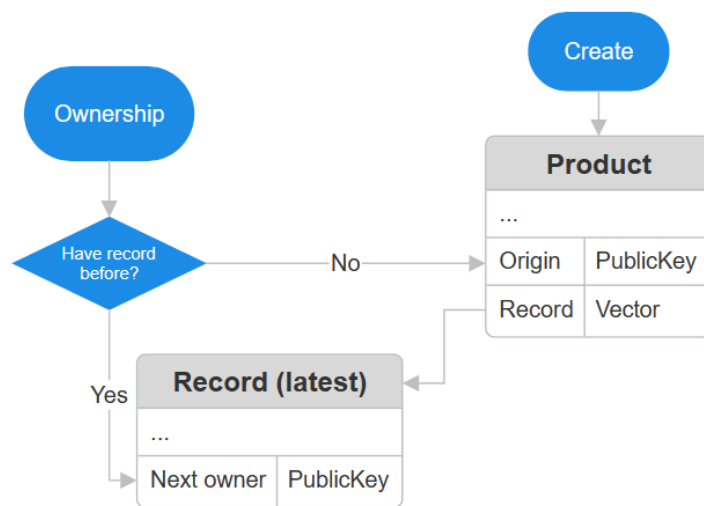 Create
Ownership
Product
...
Have record
before?
No
Origin PublicKey
Record Vector
Record (latest)
Yes
...
Next owner PublicKey